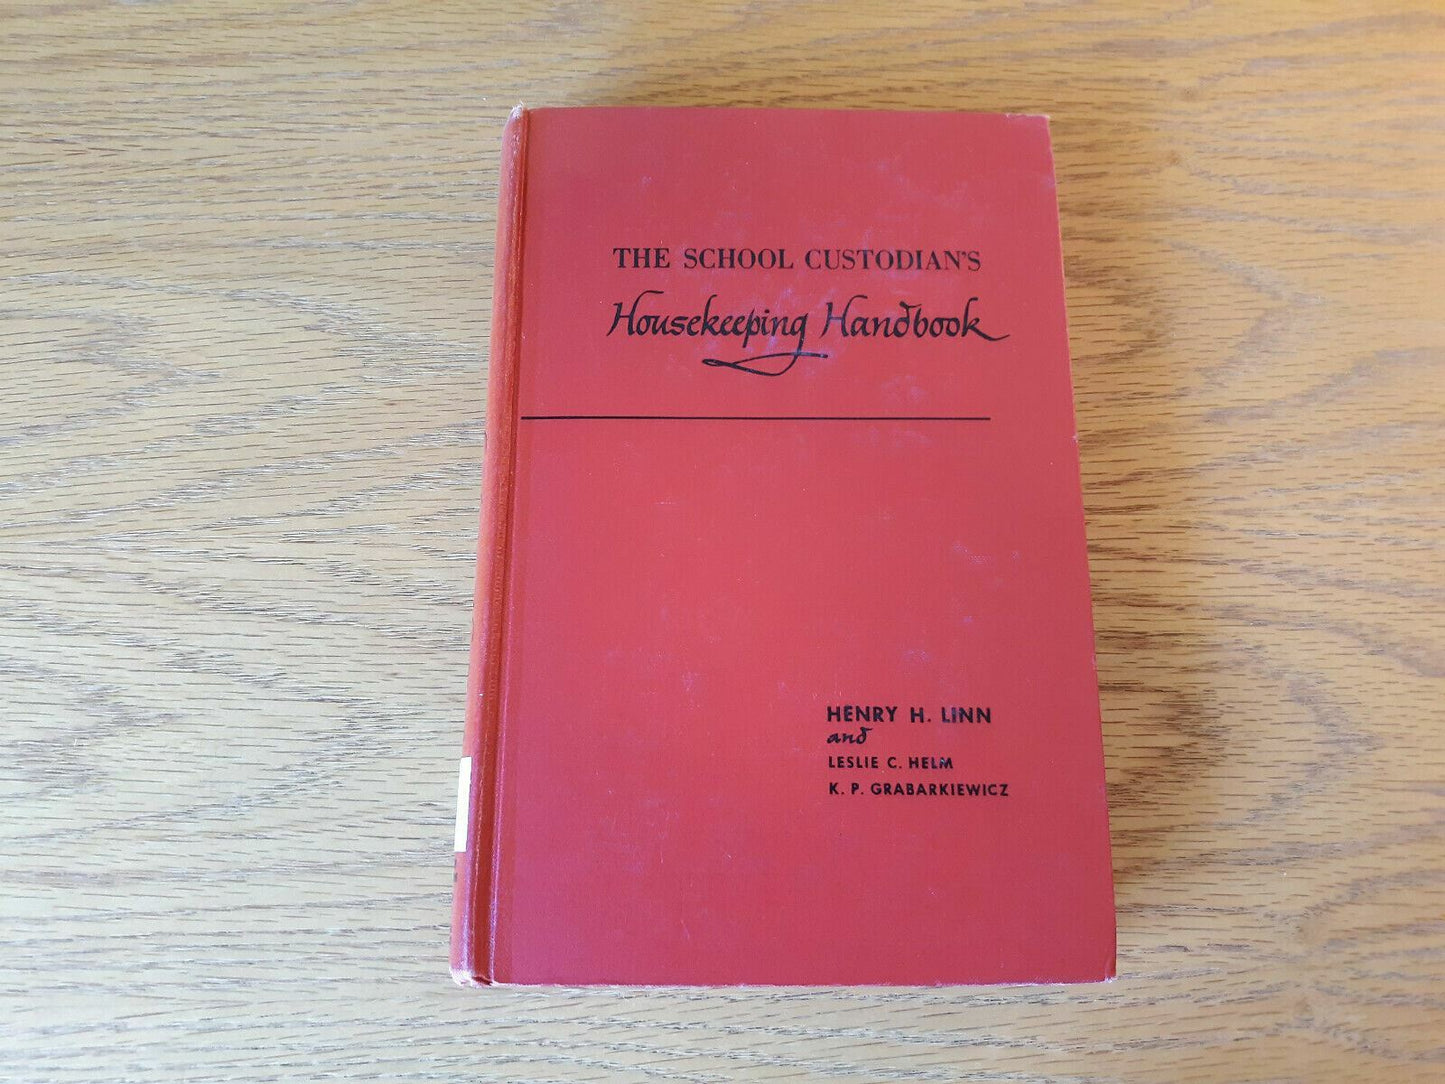 THE SCHOOL CUSTODIAN'S
Housekeeping Handbook
HENRY H. LINN
and
LESLIE C. HELM
K. P. GRABARKIEWICZ